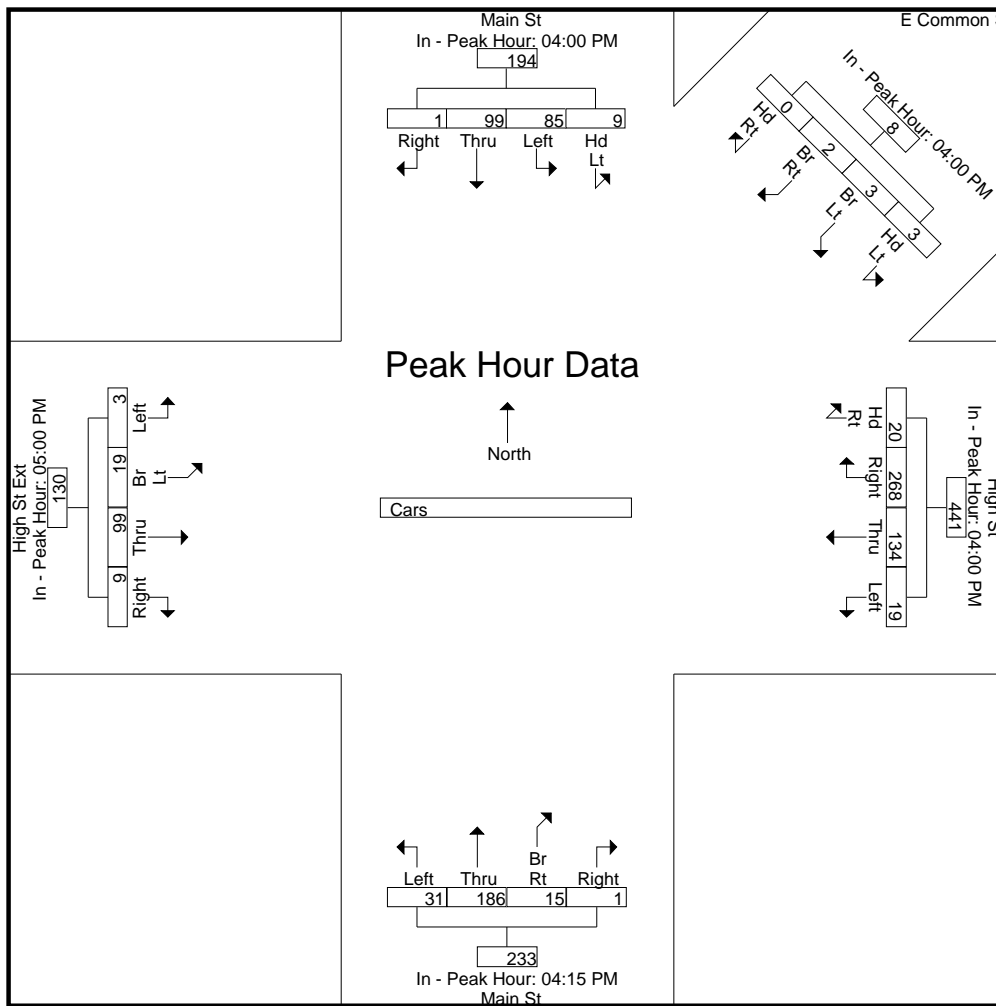 Main St
In - Peak Hour: 04:00 PM
194
1 99 85 9
Right Thru Left Hd Lt
E Common
In - Peak Hour: 04:00 PM
8
0 2 3 3
Hd Rt
Br Rt
Br Lt
Hd Lt
Peak Hour Data
North
Cars
High St Ext
In - Peak Hour: 05:00 PM
130
3 19 99 9
Left
Br Lt
Thru
Right
High St
In - Peak Hour: 04:00 PM
441
20 268 134 19
Hd Rt
Right
Thru
Left
Left Thru Br Rt Right
31 186 15 1
233
In - Peak Hour: 04:15 PM
Main St